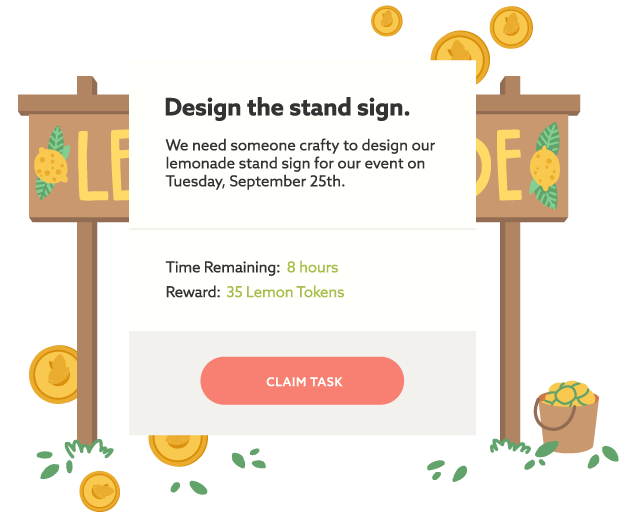 Design the stand sign.
We need someone crafty to design our
lemonade stand sign for our event on
Tuesday, September 25th.
LE DE
Time Remaining: 8 hours
Reward: 35 Lemon Tokens
CLAIM TASK